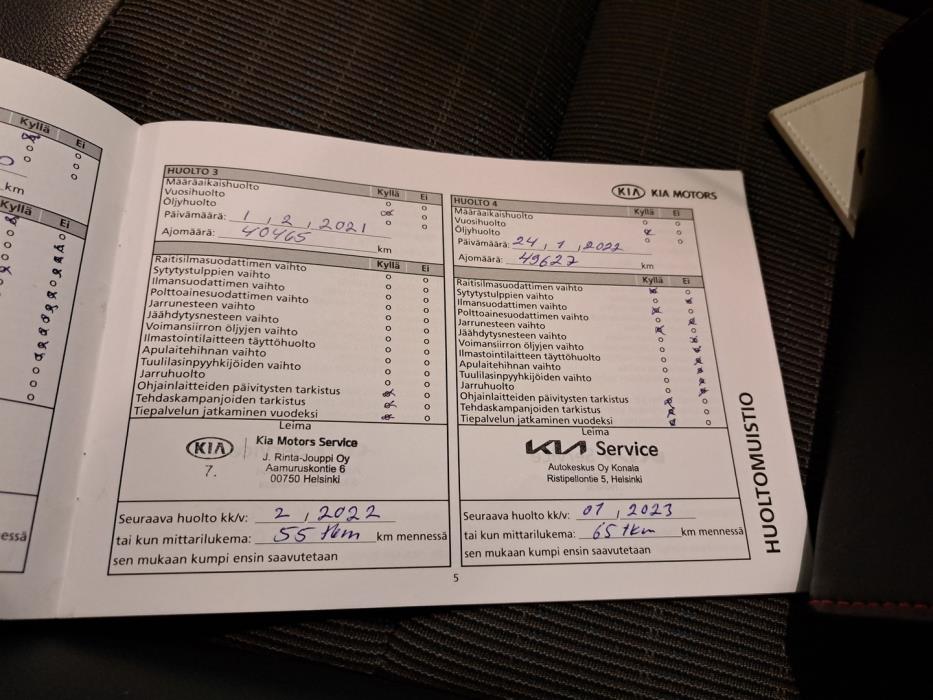 Kyllä
Ei
km
Kyllä
Ei
essä
HUOLTO 3
Määräaikaishuolto Kyllä Ei
Vuosihuolto
Öljyhuolto
Päivämäärä: 1 , 2 , 2021
Ajomäärä: 40465 km
Kyllä Ei
Raitisilmasuodattimen vaihto
Sytytystulppien vaihto
Ilmansuodattimen vaihto
Polttoainesuodattimen vaihto
Jarrunesteen vaihto
Jäähdytysnesteen vaihto
Voimansiirron öljyjen vaihto
Ilmastointilaitteen täyttöhuolto
Apulaitehihnan vaihto
Tuulilasinpyyhkijöiden vaihto
Jarruhuolto
Ohjainlaitteiden päivitysten tarkistus
Tehdaskampanjoiden tarkistus
Tiepalvelun jatkaminen vuodeksi
Leima
KIA Kia Motors Service
J. Rinta-Jouppi Oy
7. Aamuruskontie 6
00750 Helsinki
Seuraava huolto kk/v: 2 , 2022
tai kun mittarilukema: 55 tkm km mennessä
sen mukaan kumpi ensin saavutetaan
KIA KIA MOTORS
HUOLTO 4
Määräaikaishuolto Kyllä Ei
Vuosihuolto
Öljyhuolto
Päivämäärä: 24 , 1 , 2022
Ajomäärä: 49627 km
Kyllä Ei
Raitisilmasuodattimen vaihto
Sytytystulppien vaihto
Ilmansuodattimen vaihto
Polttoainesuodattimen vaihto
Jarrunesteen vaihto
Jäähdytysnesteen vaihto
Voimansiirron öljyjen vaihto
Ilmastointilaitteen täyttöhuolto
Apulaitehihnan vaihto
Tuulilasinpyyhkijöiden vaihto
Jarruhuolto
Ohjainlaitteiden päivitysten tarkistus
Tehdaskampanjoiden tarkistus
Tiepalvelun jatkaminen vuodeksi
Leima
KIA Service
Autokeskus Oy Konala
Ristipellontie 5, Helsinki
Seuraava huolto kk/v: 01 , 2023
tai kun mittarilukema: 65 tkm km mennessä
sen mukaan kumpi ensin saavutetaan
HUOLTOMUISTIO
5